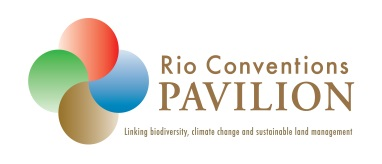 Rio Conventions
PAVILION
Linking biodiversity, climate change and sustainable land management